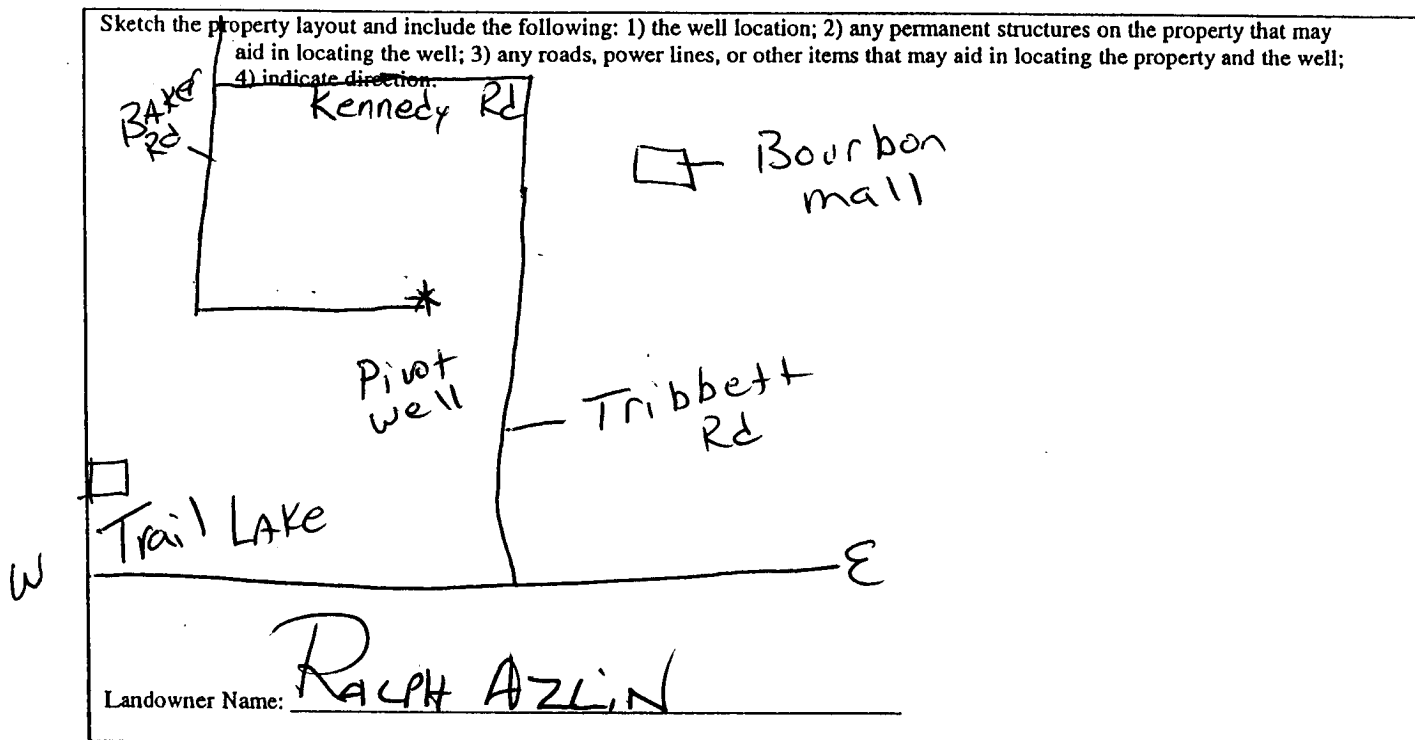 Sketch the property layout and include the following: 1) the well location; 2) any permanent structures on the property that may
aid in locating the well; 3) any roads, power lines, or other items that may aid in locating the property and the well;
4) indicate direction.
BAKer
Rd
Kennedy Rd
Bourbon
mall
Pivot
well
Tribbett
Rd
Trail LAKE
W
E
Landowner Name: RALPH AZLiN